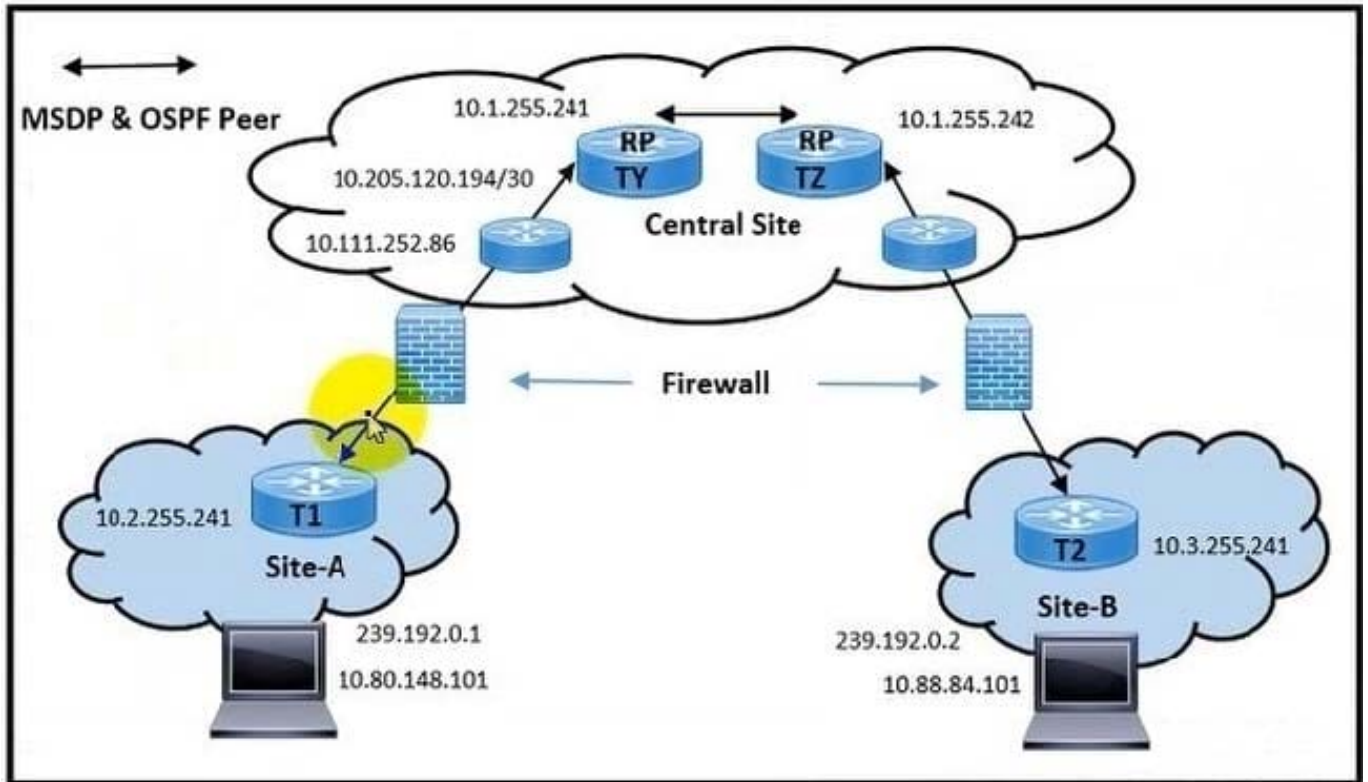 MSDP & OSPF Peer
10.1.255.241
RP
TY
RP
TZ
10.1.255.242
10.205.120.194/30
Central Site
10.111.252.86
Firewall
10.2.255.241
T1
Site-A
239.192.0.1
10.80.148.101
T2
10.3.255.241
Site-B
239.192.0.2
10.88.84.101